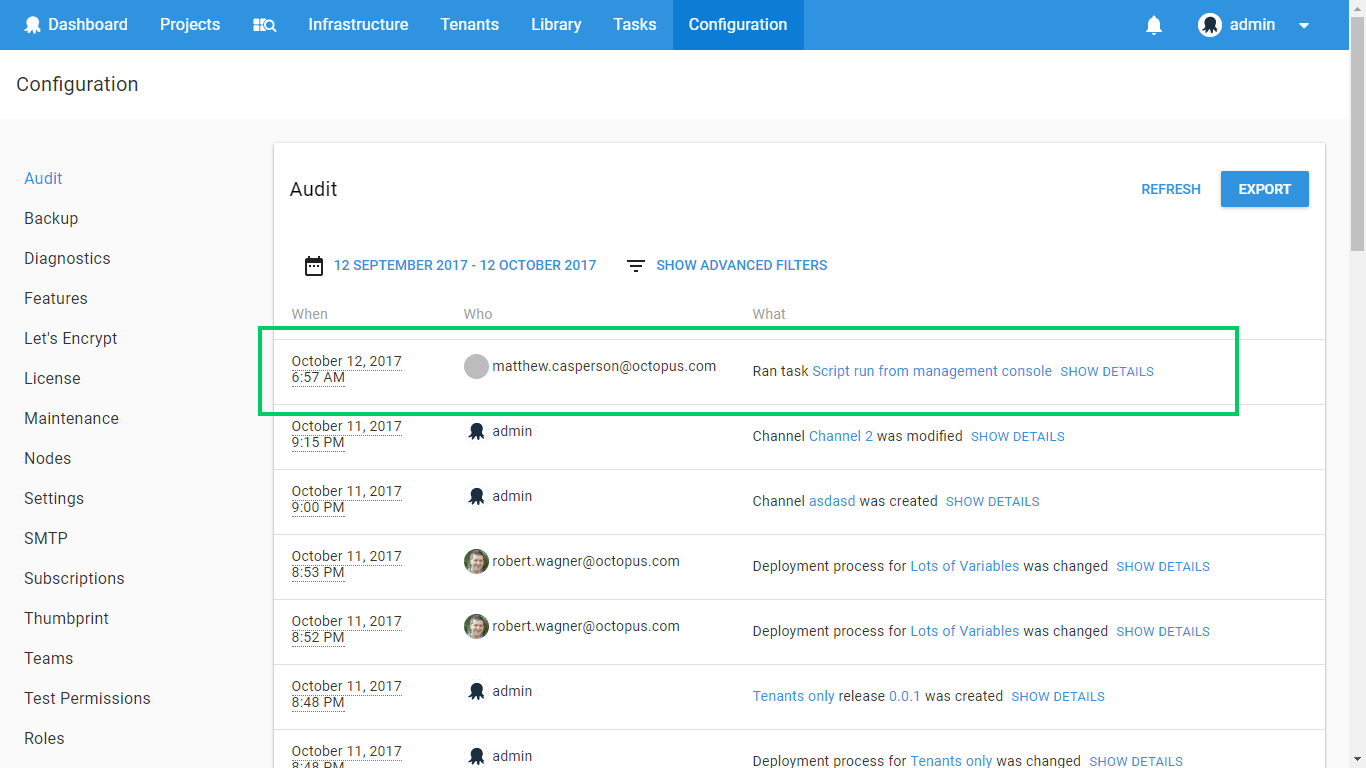 Dashboard Projects Infrastructure Tenants Library Tasks Configuration admin
Configuration
Audit
Backup
Diagnostics
Features
Let's Encrypt
License
Maintenance
Nodes
Settings
SMTP
Subscriptions
Thumbprint
Teams
Test Permissions
Roles
Audit REFRESH EXPORT
12 SEPTEMBER 2017 - 12 OCTOBER 2017 SHOW ADVANCED FILTERS
When Who What
October 12, 2017
6:57 AM
matthew.casperson@octopus.com
Ran task Script run from management console SHOW DETAILS
October 11, 2017
9:15 PM
admin
Channel Channel 2 was modified SHOW DETAILS
October 11, 2017
9:00 PM
admin
Channel asdasd was created SHOW DETAILS
October 11, 2017
8:53 PM
robert.wagner@octopus.com
Deployment process for Lots of Variables was changed SHOW DETAILS
October 11, 2017
8:52 PM
robert.wagner@octopus.com
Deployment process for Lots of Variables was changed SHOW DETAILS
October 11, 2017
8:48 PM
admin
Tenants only release 0.0.1 was created SHOW DETAILS
October 11, 2017
8:48 PM
admin
Deployment process for Tenants only was changed SHOW DETAILS